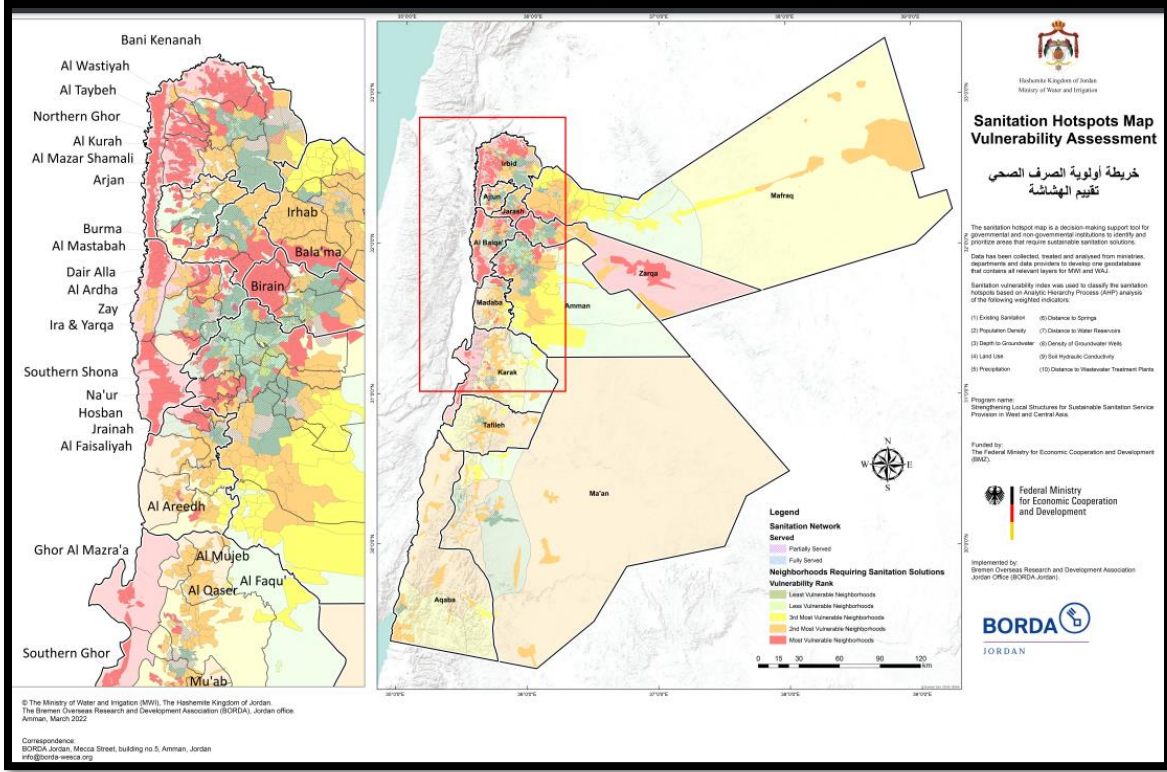 Bani Kenanah
Al Wastiyah
Al Taybeh
Northern Ghor
Al Kurah
Al Mazar Shamali
Arjan
Burma
Al Mastabah
Dair Alla
Al Ardha
Zay
Ira & Yarqa
Southern Shona
Na'ur
Hosban
Jrainah
Al Faisaliyah
Irhab
Bala'ma
Birain
Al Areedh
Ghor Al Mazra'a
Al Mujeb
Al Faqu'
Al Qaser
Southern Ghor
Mu'ab
© The Ministry of Water and Irrigation (MWI), The Hashemite Kingdom of Jordan.
The Bremen Overseas Research and Development Association (BORDA), Jordan office.
Amman, March 2022
Correspondence:
BORDA Jordan, Mecca Street, building no.5, Amman, Jordan
info@borda-wesca.org
Irbid
Ajlun
Jarash
Al Balqa'
Mafraq
Zarqa
Amman
Madaba
Karak
Tafileh
Ma'an
Aqaba
N
W E
S
Legend
Sanitation Network
Served
Partially Served
Fully Served
Neighborhoods Requiring Sanitation Solutions
Vulnerability Rank
Least Vulnerable Neighborhoods
Less Vulnerable Neighborhoods
3rd Most Vulnerable Neighborhoods
2nd Most Vulnerable Neighborhoods
Most Vulnerable Neighborhoods
0 15 30 60 90 120
km
Hashemite Kingdom of Jordan
Ministry of Water and Irrigation
Sanitation Hotspots Map
Vulnerability Assessment
خريطة أولوية الصرف الصحي
تقييم الهشاشة
The sanitation hotspot map is a decision-making support tool for
governmental and non-governmental institutions to identify and
prioritize areas that require sustainable sanitation solutions.
Data has been collected, treated and analysed from ministries,
departments and data providers to develop one geodatabase
that contains all relevant layers for MWI and WAJ.
Sanitation vulnerability index was used to classify the sanitation
hotspots based on Analytic Hierarchy Process (AHP) analysis
of the following weighted indicators:
(1) Existing Sanitation (6) Distance to Springs
(2) Population Density (7) Distance to Water Reservoirs
(3) Depth to Groundwater (8) Density of Groundwater Wells
(4) Land Use (9) Soil Hydraulic Conductivity
(5) Precipitation (10) Distance to Wastewater Treatment Plants
Program name:
Strengthening Local Structures for Sustainable Sanitation Service
Provision in West and Central Asia.
Funded by:
The Federal Ministry for Economic Cooperation and Development
(BMZ).
Federal Ministry
for Economic Cooperation
and Development
Implemented by:
Bremen Overseas Research and Development Association
Jordan Office (BORDA Jordan).
BORDA
JORDAN